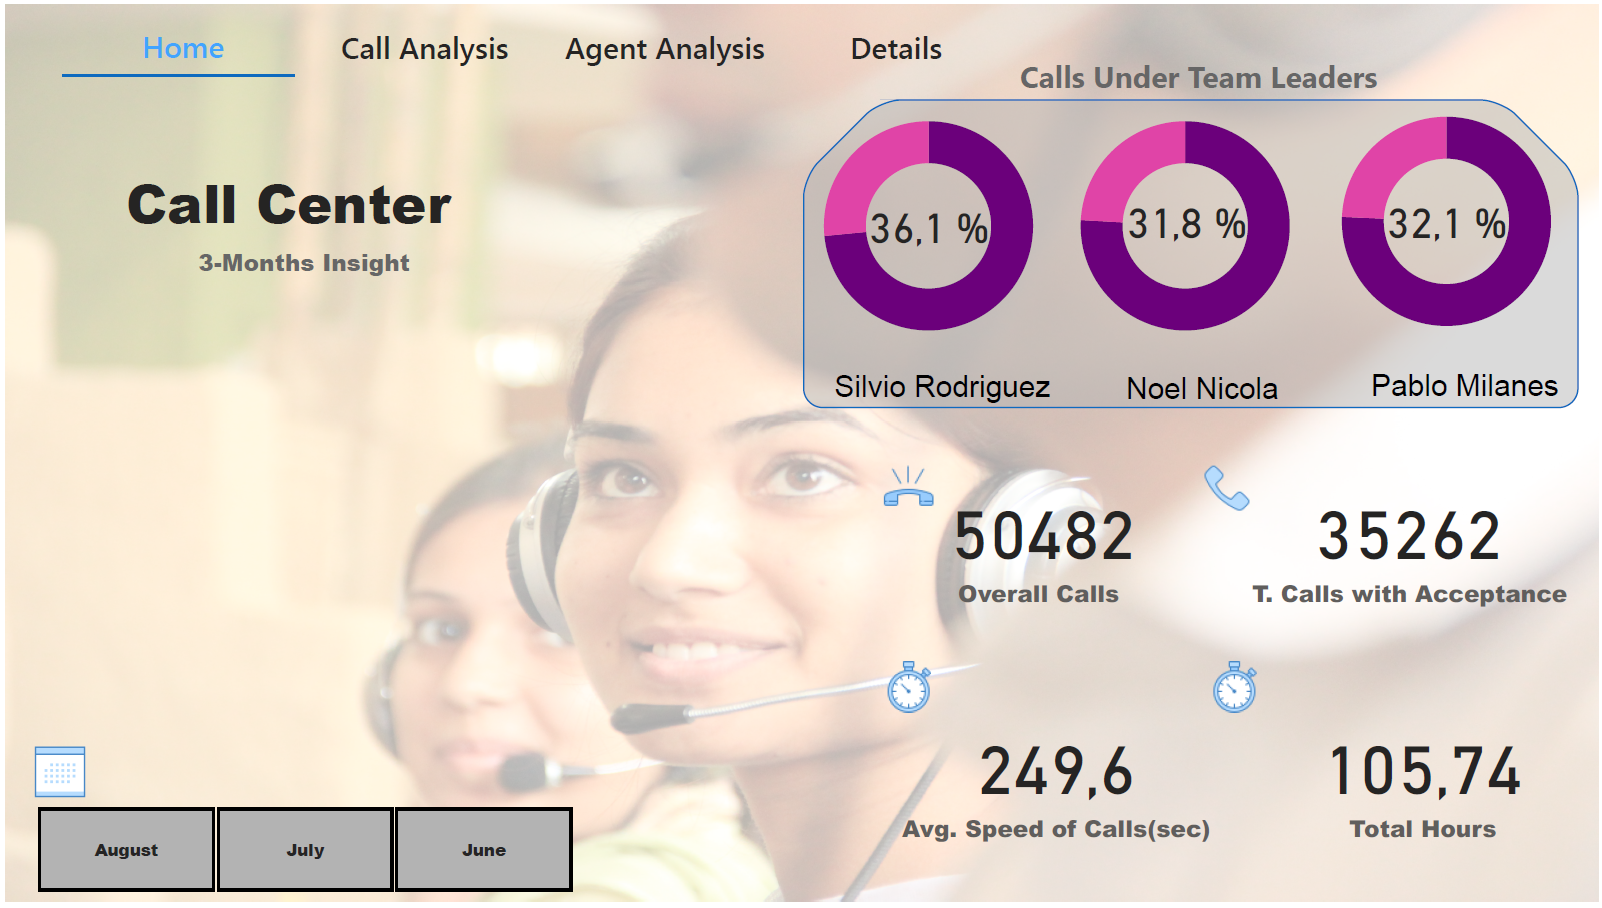 Home
Call Analysis
Agent Analysis
Details
Calls Under Team Leaders
Call Center
3-Months Insight
36,1 %
31,8 %
32,1 %
Silvio Rodriguez
Noel Nicola
Pablo Milanes
50482
Overall Calls
35262
T. Calls with Acceptance
249,6
Avg. Speed of Calls(sec)
105,74
Total Hours
August
July
June